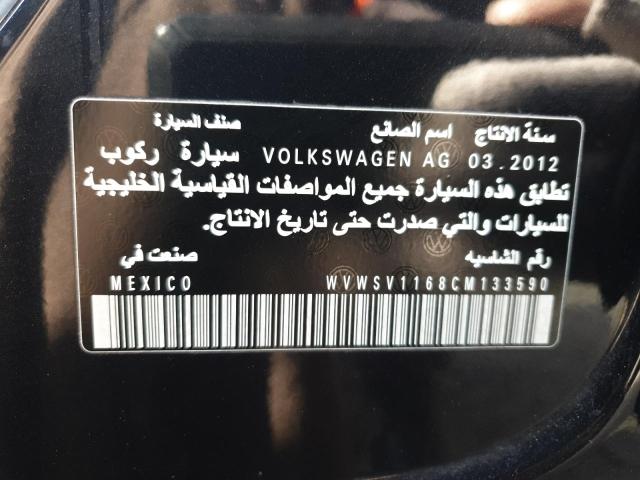 سنة الانتاج اسم الصانع صنف السيارة
03.2012 VOLKSWAGEN AG سيارة ركوب
تطابق هذه السيارة جميع المواصفات القياسية الخليجية
للسيارات والتي صدرت حتى تاريخ الانتاج.
رقم الشاسيه صنعت في
WVWSV1168CM133590 MEXICO